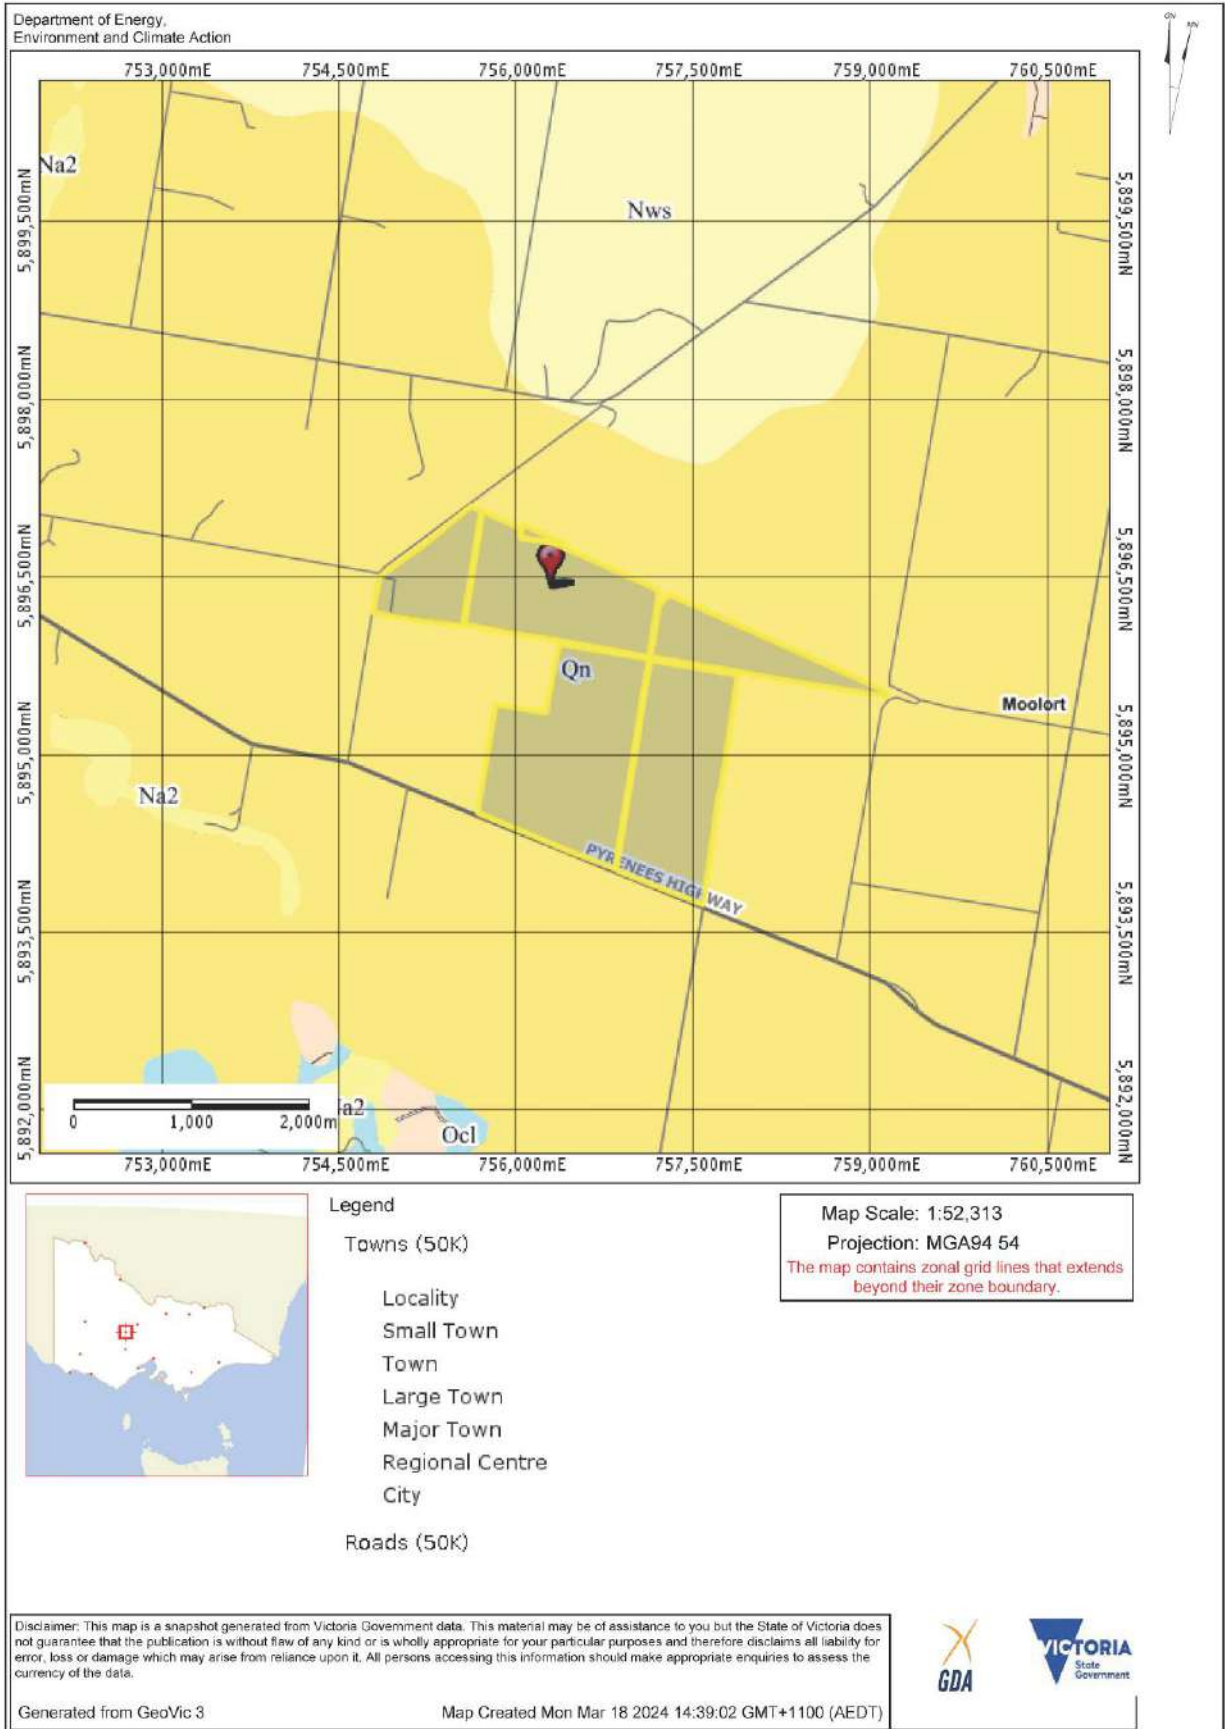 Department of Energy,
Environment and Climate Action
GN
MN
753,000mE 754,500mE 756,000mE 757,500mE 759,000mE 760,500mE
5,899,500mN
5,898,000mN
5,896,500mN
5,895,000mN
5,893,500mN
5,892,000mN
Na2
Nws
Qn
Moolort
Na2
PYRENEES HIGHWAY
a2
Ocl
0 1,000 2,000m
5,899,500mN
5,898,000mN
5,896,500mN
5,895,000mN
5,893,500mN
5,892,000mN
753,000mE 754,500mE 756,000mE 757,500mE 759,000mE 760,500mE
Legend
Towns (50K)
Locality
Small Town
Town
Large Town
Major Town
Regional Centre
City
Roads (50K)
Map Scale: 1:52,313
Projection: MGA94 54
The map contains zonal grid lines that extends
beyond their zone boundary.
Disclaimer: This map is a snapshot generated from Victoria Government data. This material may be of assistance to you but the State of Victoria does
not guarantee that the publication is without flaw of any kind or is wholly appropriate for your particular purposes and therefore disclaims all liability for
error, loss or damage which may arise from reliance upon it. All persons accessing this information should make appropriate enquiries to assess the
currency of the data.
Generated from GeoVic 3 Map Created Mon Mar 18 2024 14:39:02 GMT+1100 (AEDT)
GDA
VICTORIA
State
Government